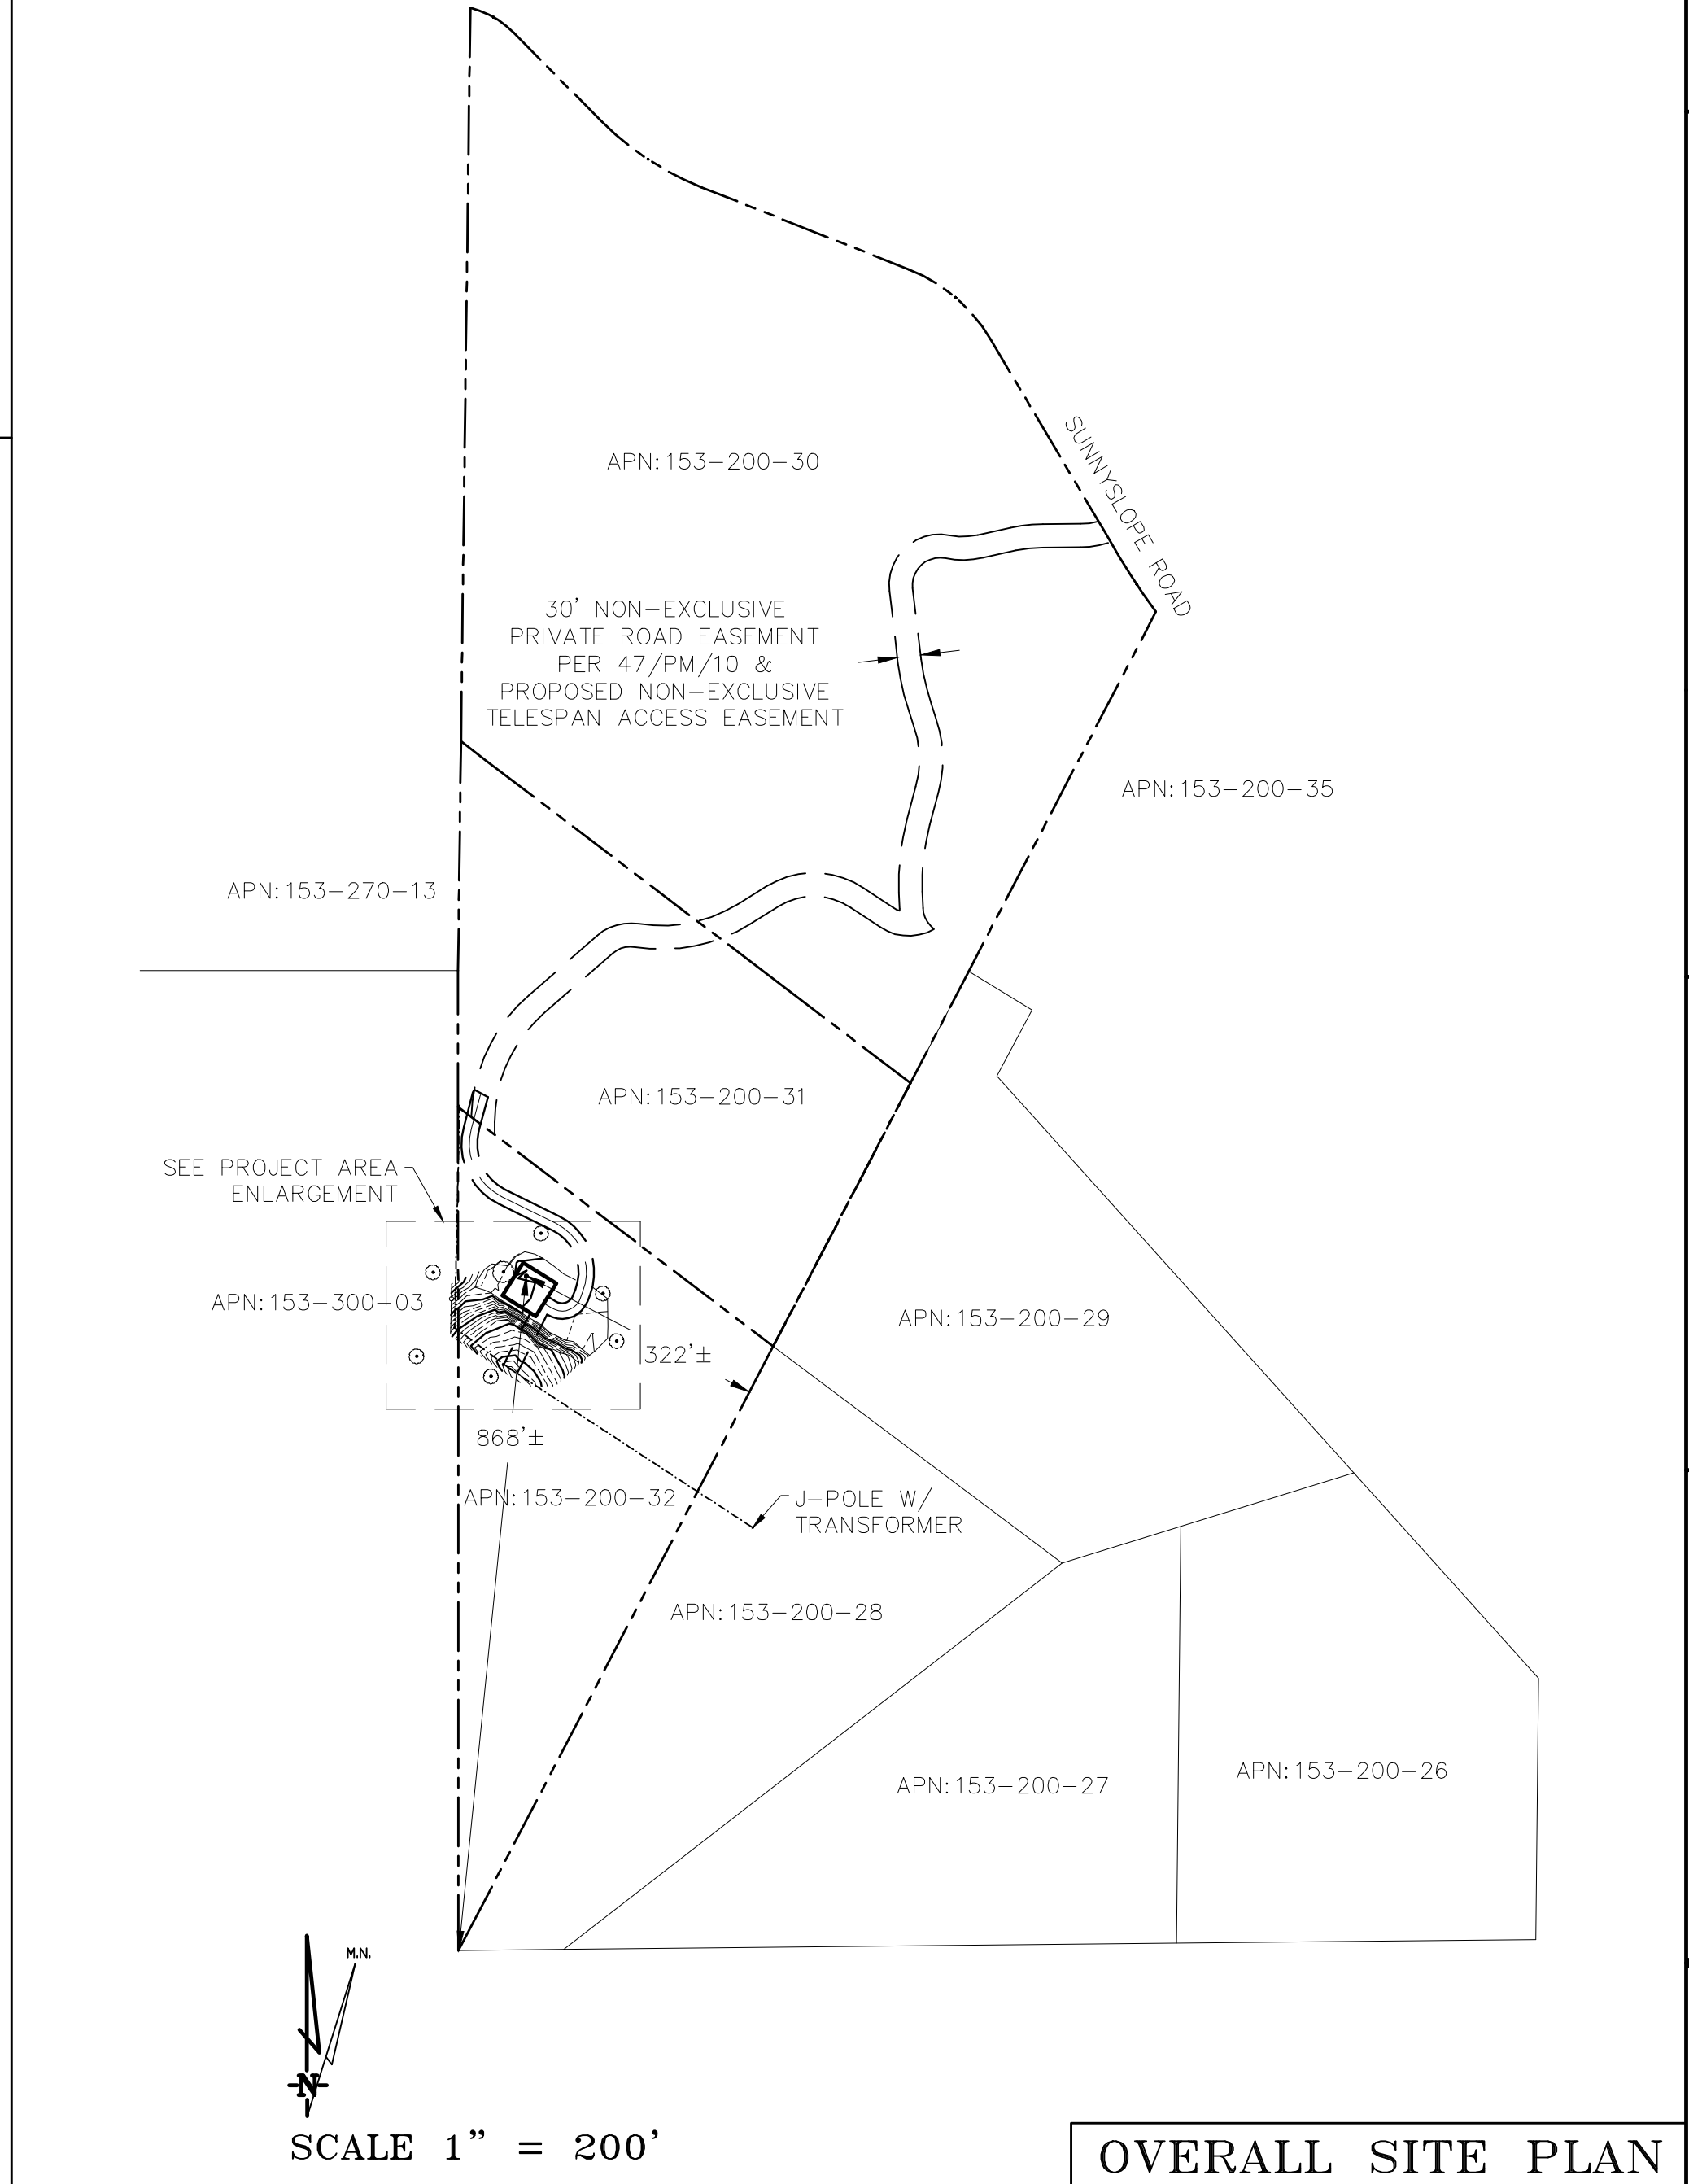 APN:153-200-30
SUNNYSLOPE ROAD
30' NON-EXCLUSIVE
PRIVATE ROAD EASEMENT
PER 47/PM/10 &
PROPOSED NON-EXCLUSIVE
TELESPAN ACCESS EASEMENT
APN:153-200-35
APN:153-270-13
APN:153-200-31
SEE PROJECT AREA
ENLARGEMENT
APN:153-300-03
APN:153-200-29
322'±
868'±
APN:153-200-32
J-POLE W/
TRANSFORMER
APN:153-200-28
APN:153-200-27
APN:153-200-26
M.N.
N
SCALE 1" = 200'
OVERALL SITE PLAN